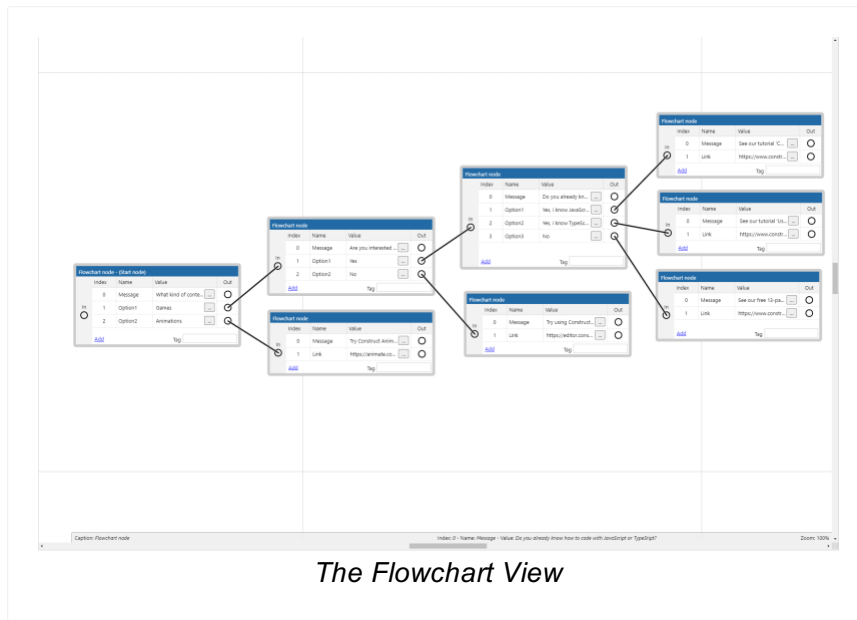 Flowchart node - (Start node)
Index Name Value Out
In
0 Message What kind of conte... ...
1 Option1 Games ...
2 Option2 Animations ...
Add Tag
Flowchart node
Index Name Value Out
In
0 Message Are you interested ... ...
1 Option1 Yes ...
2 Option2 No ...
Add Tag
Flowchart node
Index Name Value Out
In
0 Message Try Construct Anim... ...
1 Link https://animate.co... ...
Add Tag
Flowchart node
Index Name Value Out
In
0 Message Do you already kn... ...
1 Option1 Yes, I know JavaScr... ...
2 Option2 Yes, I know TypeSc... ...
3 Option3 No ...
Add Tag
Flowchart node
Index Name Value Out
In
0 Message Try using Construct... ...
1 Link https://editor.cons... ...
Add Tag
Flowchart node
Index Name Value Out
In
0 Message See our tutorial 'C... ...
1 Link https://www.constr... ...
Add Tag
Flowchart node
Index Name Value Out
In
0 Message See our tutorial 'Us... ...
1 Link https://www.constr... ...
Add Tag
Flowchart node
Index Name Value Out
In
0 Message See our free 13-pa... ...
1 Link https://www.constr... ...
Add Tag
Caption: Flowchart node Index: 0 - Name: Message - Value: Do you already know how to code with JavaScript or TypeScript? Zoom: 100%
The Flowchart View